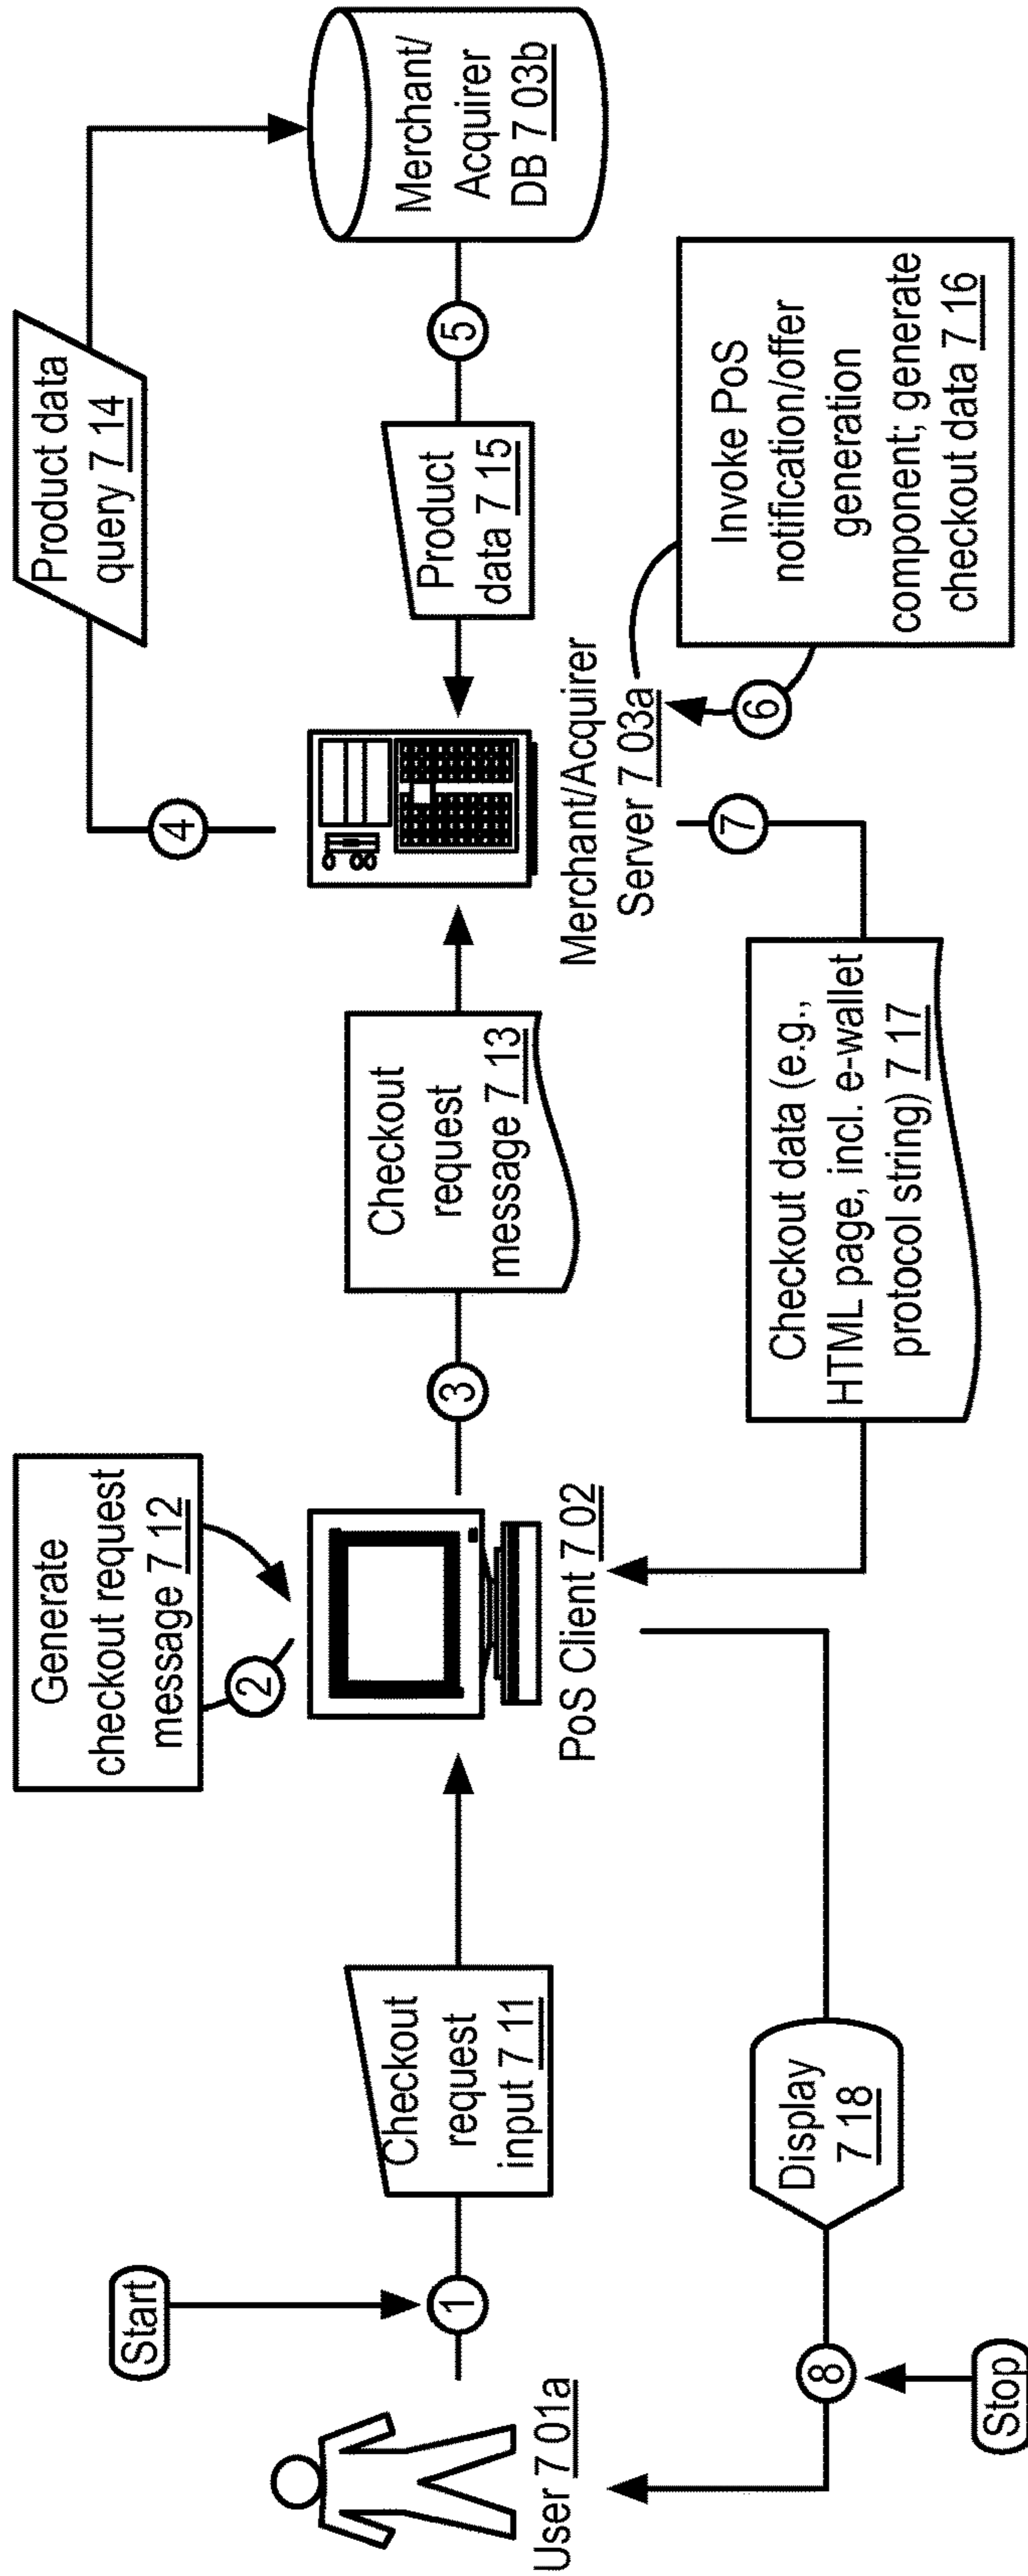 Start
User 7 01a
1
Checkout
request
input 7 11
Generate
checkout request
message 7 12
2
PoS Client 7 02
3
Checkout
request
message 7 13
4
Product data
query 7 14
Merchant/Acquirer
Server 7 03a
Merchant/
Acquirer
DB 7 03b
5
Product
data 7 15
6
Invoke PoS
notification/offer
generation
component; generate
checkout data 7 16
7
Checkout data (e.g.,
HTML page, incl. e-wallet
protocol string) 7 17
Display
7 18
8
Stop